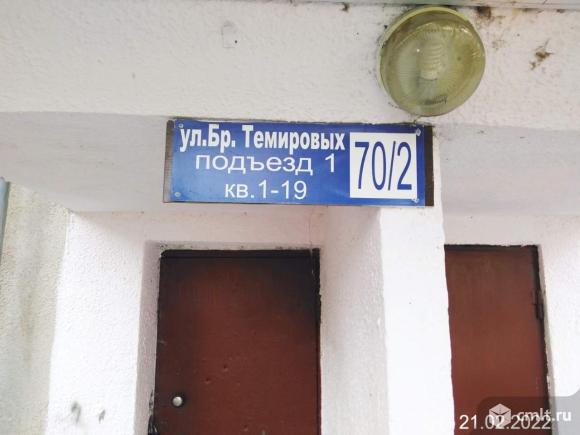 ул.Бр. Темировых
подъезд 1
кв.1-19
70/2
21.02.2022
cmlt.ru